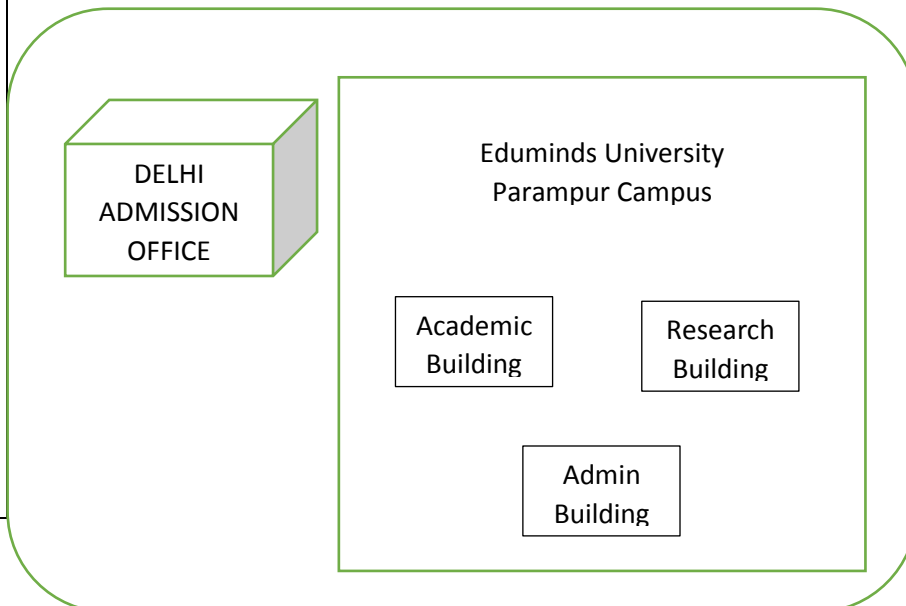 DELHI
ADMISSION
OFFICE
Eduminds University
Parampur Campus
Academic
Building
Research
Building
Admin
Building